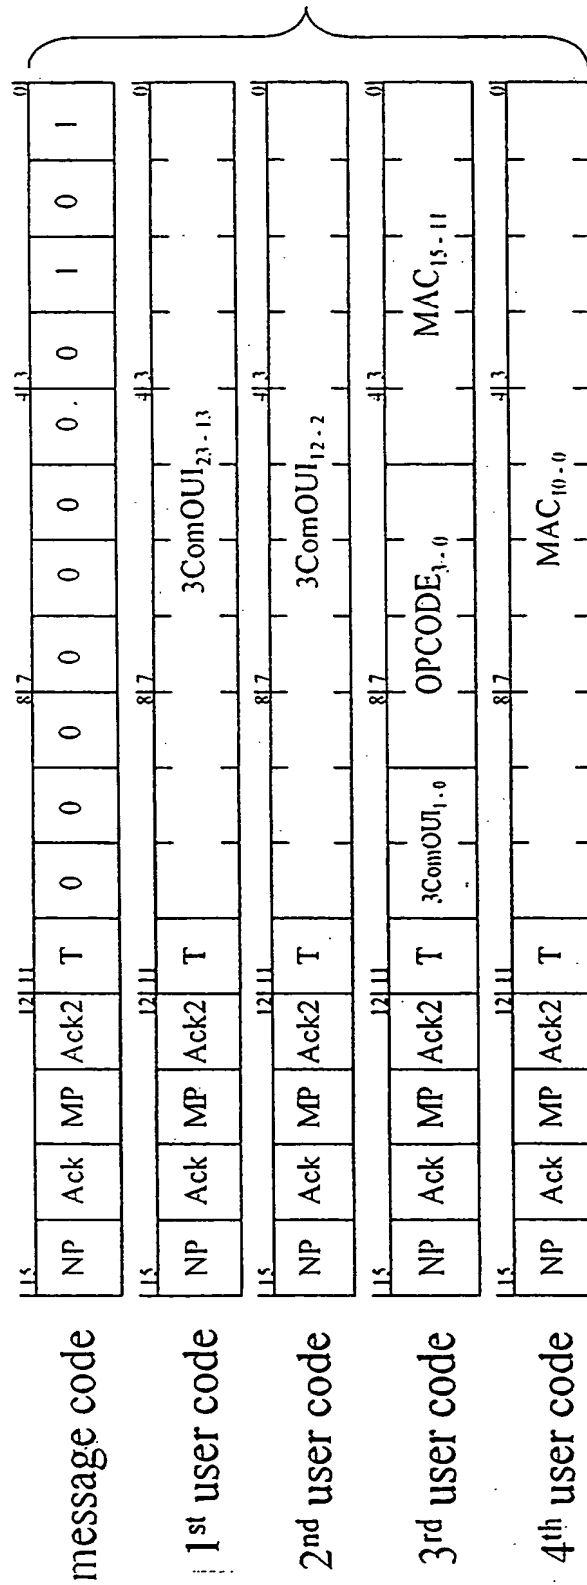 15 12 11 8 7 4 3 0
message code NP Ack MP Ack2 T 0 0 0 0 0 0 0 0 1 0 1
15 12 11 8 7 4 3 0
1st user code NP Ack MP Ack2 T 3ComOUI23-13
15 12 11 8 7 4 3 0
2nd user code NP Ack MP Ack2 T 3ComOUI12-2
15 12 11 8 7 4 3 0
3rd user code NP Ack MP Ack2 T 3ComOUI1-0 OPCODE3-0 MAC15-11
15 12 11 8 7 4 3 0
4th user code NP Ack MP Ack2 T MAC10-0